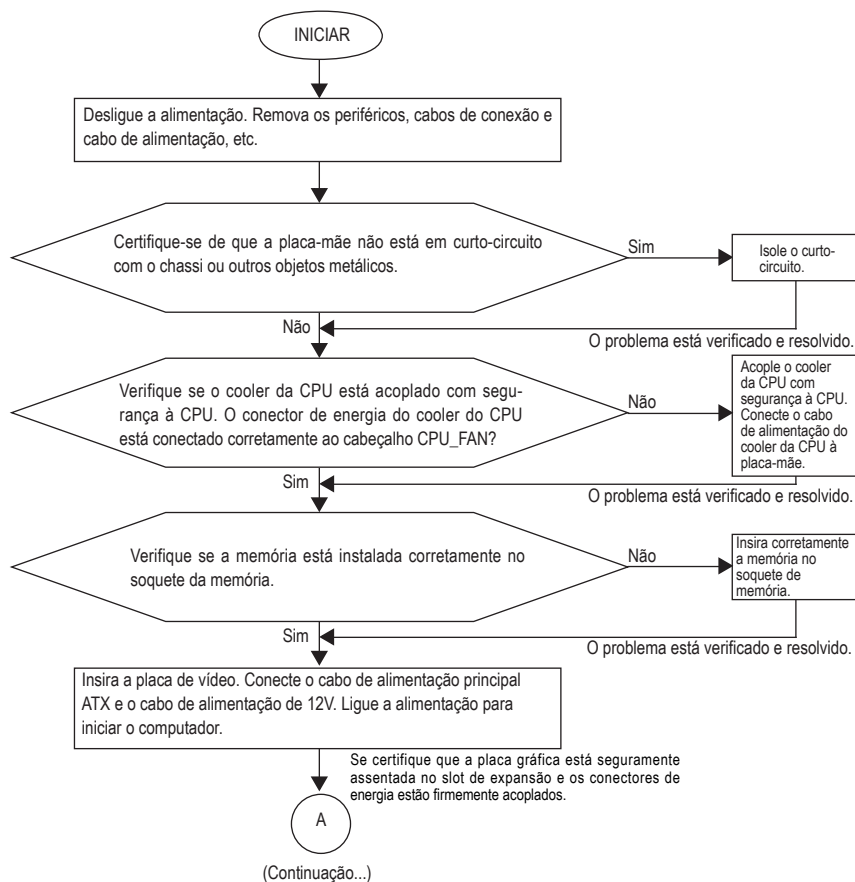 INICIAR
Desligue a alimentação. Remova os periféricos, cabos de conexão e
cabo de alimentação, etc.
Certifique-se de que a placa-mãe não está em curto-circuito
com o chassi ou outros objetos metálicos.
Sim
Isole o curto-
circuito.
Não
O problema está verificado e resolvido.
Verifique se o cooler da CPU está acoplado com segu-
rança à CPU. O conector de energia do cooler do CPU
está conectado corretamente ao cabeçalho CPU_FAN?
Não
Acople o cooler
da CPU com
segurança à CPU.
Conecte o cabo
de alimentação do
cooler da CPU à
placa-mãe.
Sim
O problema está verificado e resolvido.
Verifique se a memória está instalada corretamente no
soquete da memória.
Não
Insira corretamente
a memória no
soquete de
memória.
Sim
O problema está verificado e resolvido.
Insira a placa de vídeo. Conecte o cabo de alimentação principal
ATX e o cabo de alimentação de 12V. Ligue a alimentação para
iniciar o computador.
Se certifique que a placa gráfica está seguramente
assentada no slot de expansão e os conectores de
energia estão firmemente acoplados.
A
(Continuação...)